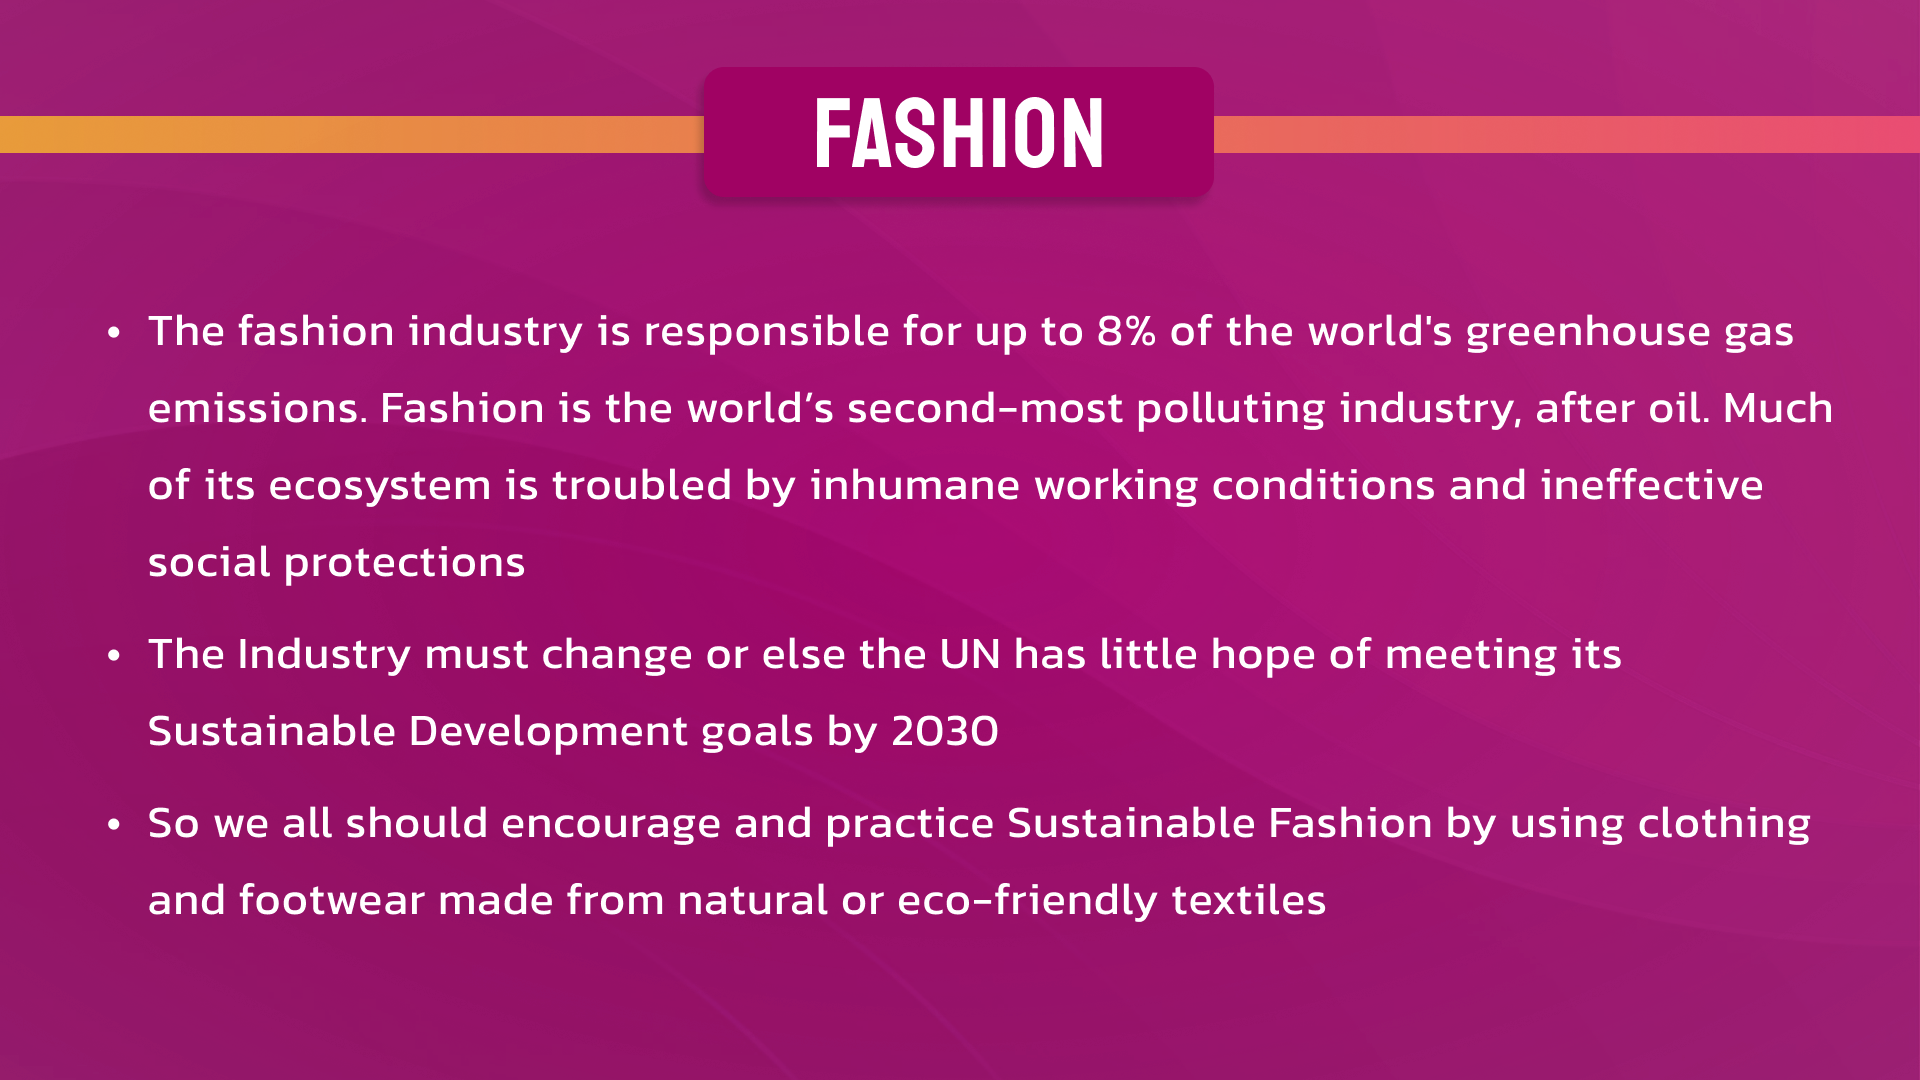 FASHION
• The fashion industry is responsible for up to 8% of the world's greenhouse gas
emissions. Fashion is the world’s second-most polluting industry, after oil. Much
of its ecosystem is troubled by inhumane working conditions and ineffective
social protections
• The Industry must change or else the UN has little hope of meeting its
Sustainable Development goals by 2030
• So we all should encourage and practice Sustainable Fashion by using clothing
and footwear made from natural or eco-friendly textiles